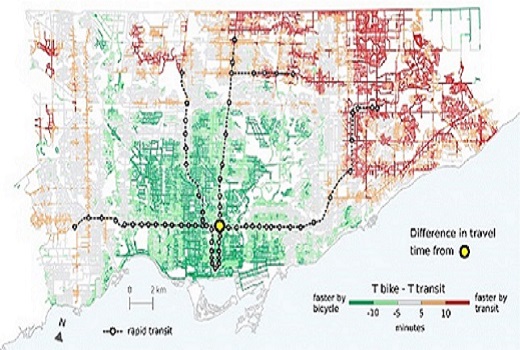 Difference in travel
time from
T bike - T transit
faster by
bicycle
faster by
transit
-10 -5 5 10
minutes
0 2 km
N
rapid transit